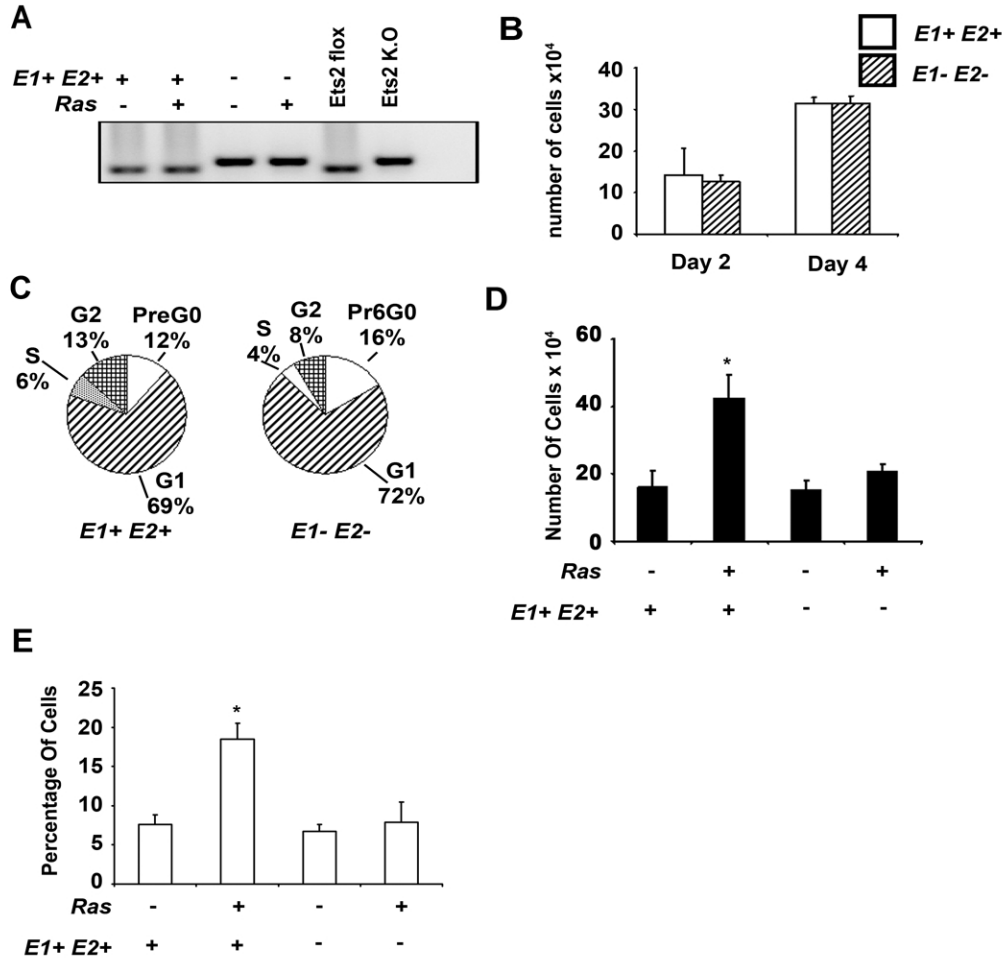 A
E1+ E2+ + + - - Ets2 flox Ets2 K.O
Ras - + - +
B
E1+ E2+
E1- E2-
number of cells x10⁴
40
30
20
10
0
Day 2 Day 4
C
G2 13%
PreG0 12%
S 6%
G1 69%
E1+ E2+
G2 8%
Pr6G0 16%
S 4%
G1 72%
E1- E2-
D
Number Of Cells x 10⁴
60
40
20
0
*
Ras - + - +
E1+ E2+ + + - -
E
Percentage Of Cells
25
20
15
10
5
0
*
Ras - + - +
E1+ E2+ + + - -